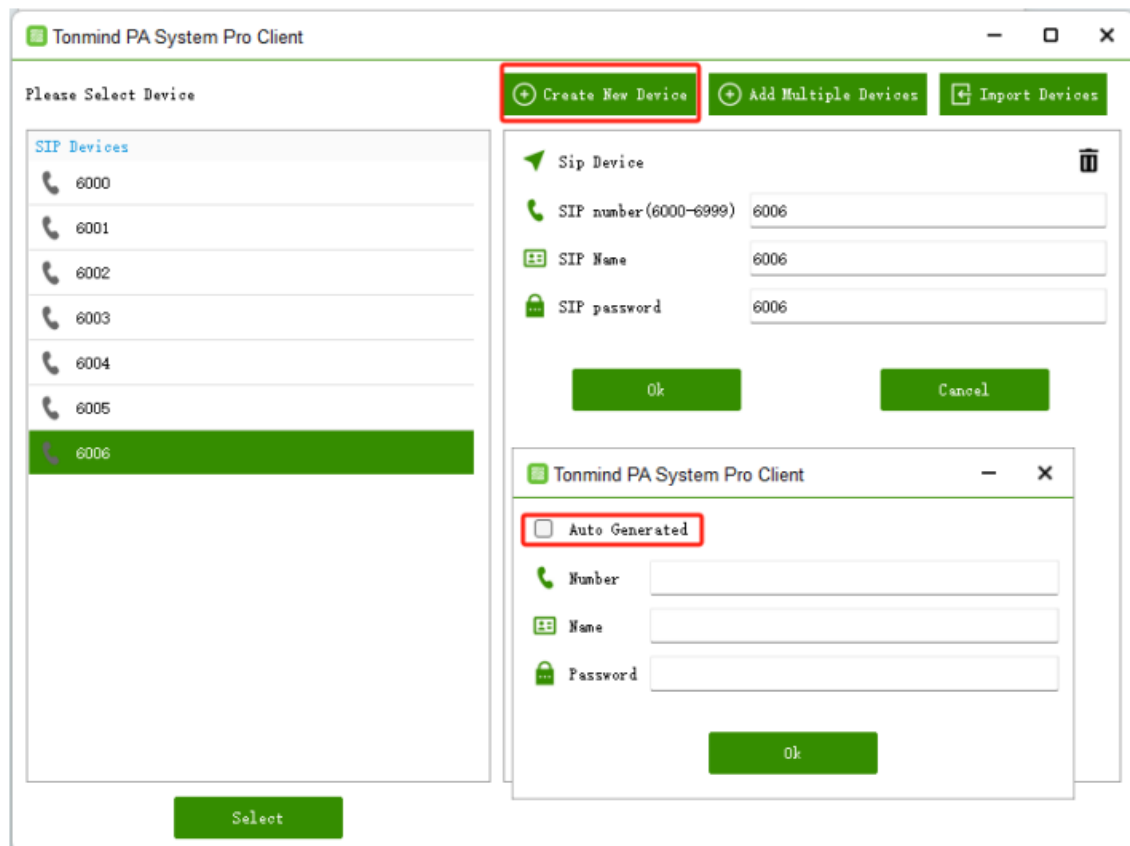 Tonmind PA System Pro Client
Please Select Device
Create New Device
Add Multiple Devices
Import Devices
SIP Devices
6000
6001
6002
6003
6004
6005
6006
Sip Device
SIP number(6000-6999) 6006
SIP Name 6006
SIP password 6006
Ok
Cancel
Tonmind PA System Pro Client
Auto Generated
Number
Name
Password
Ok
Select